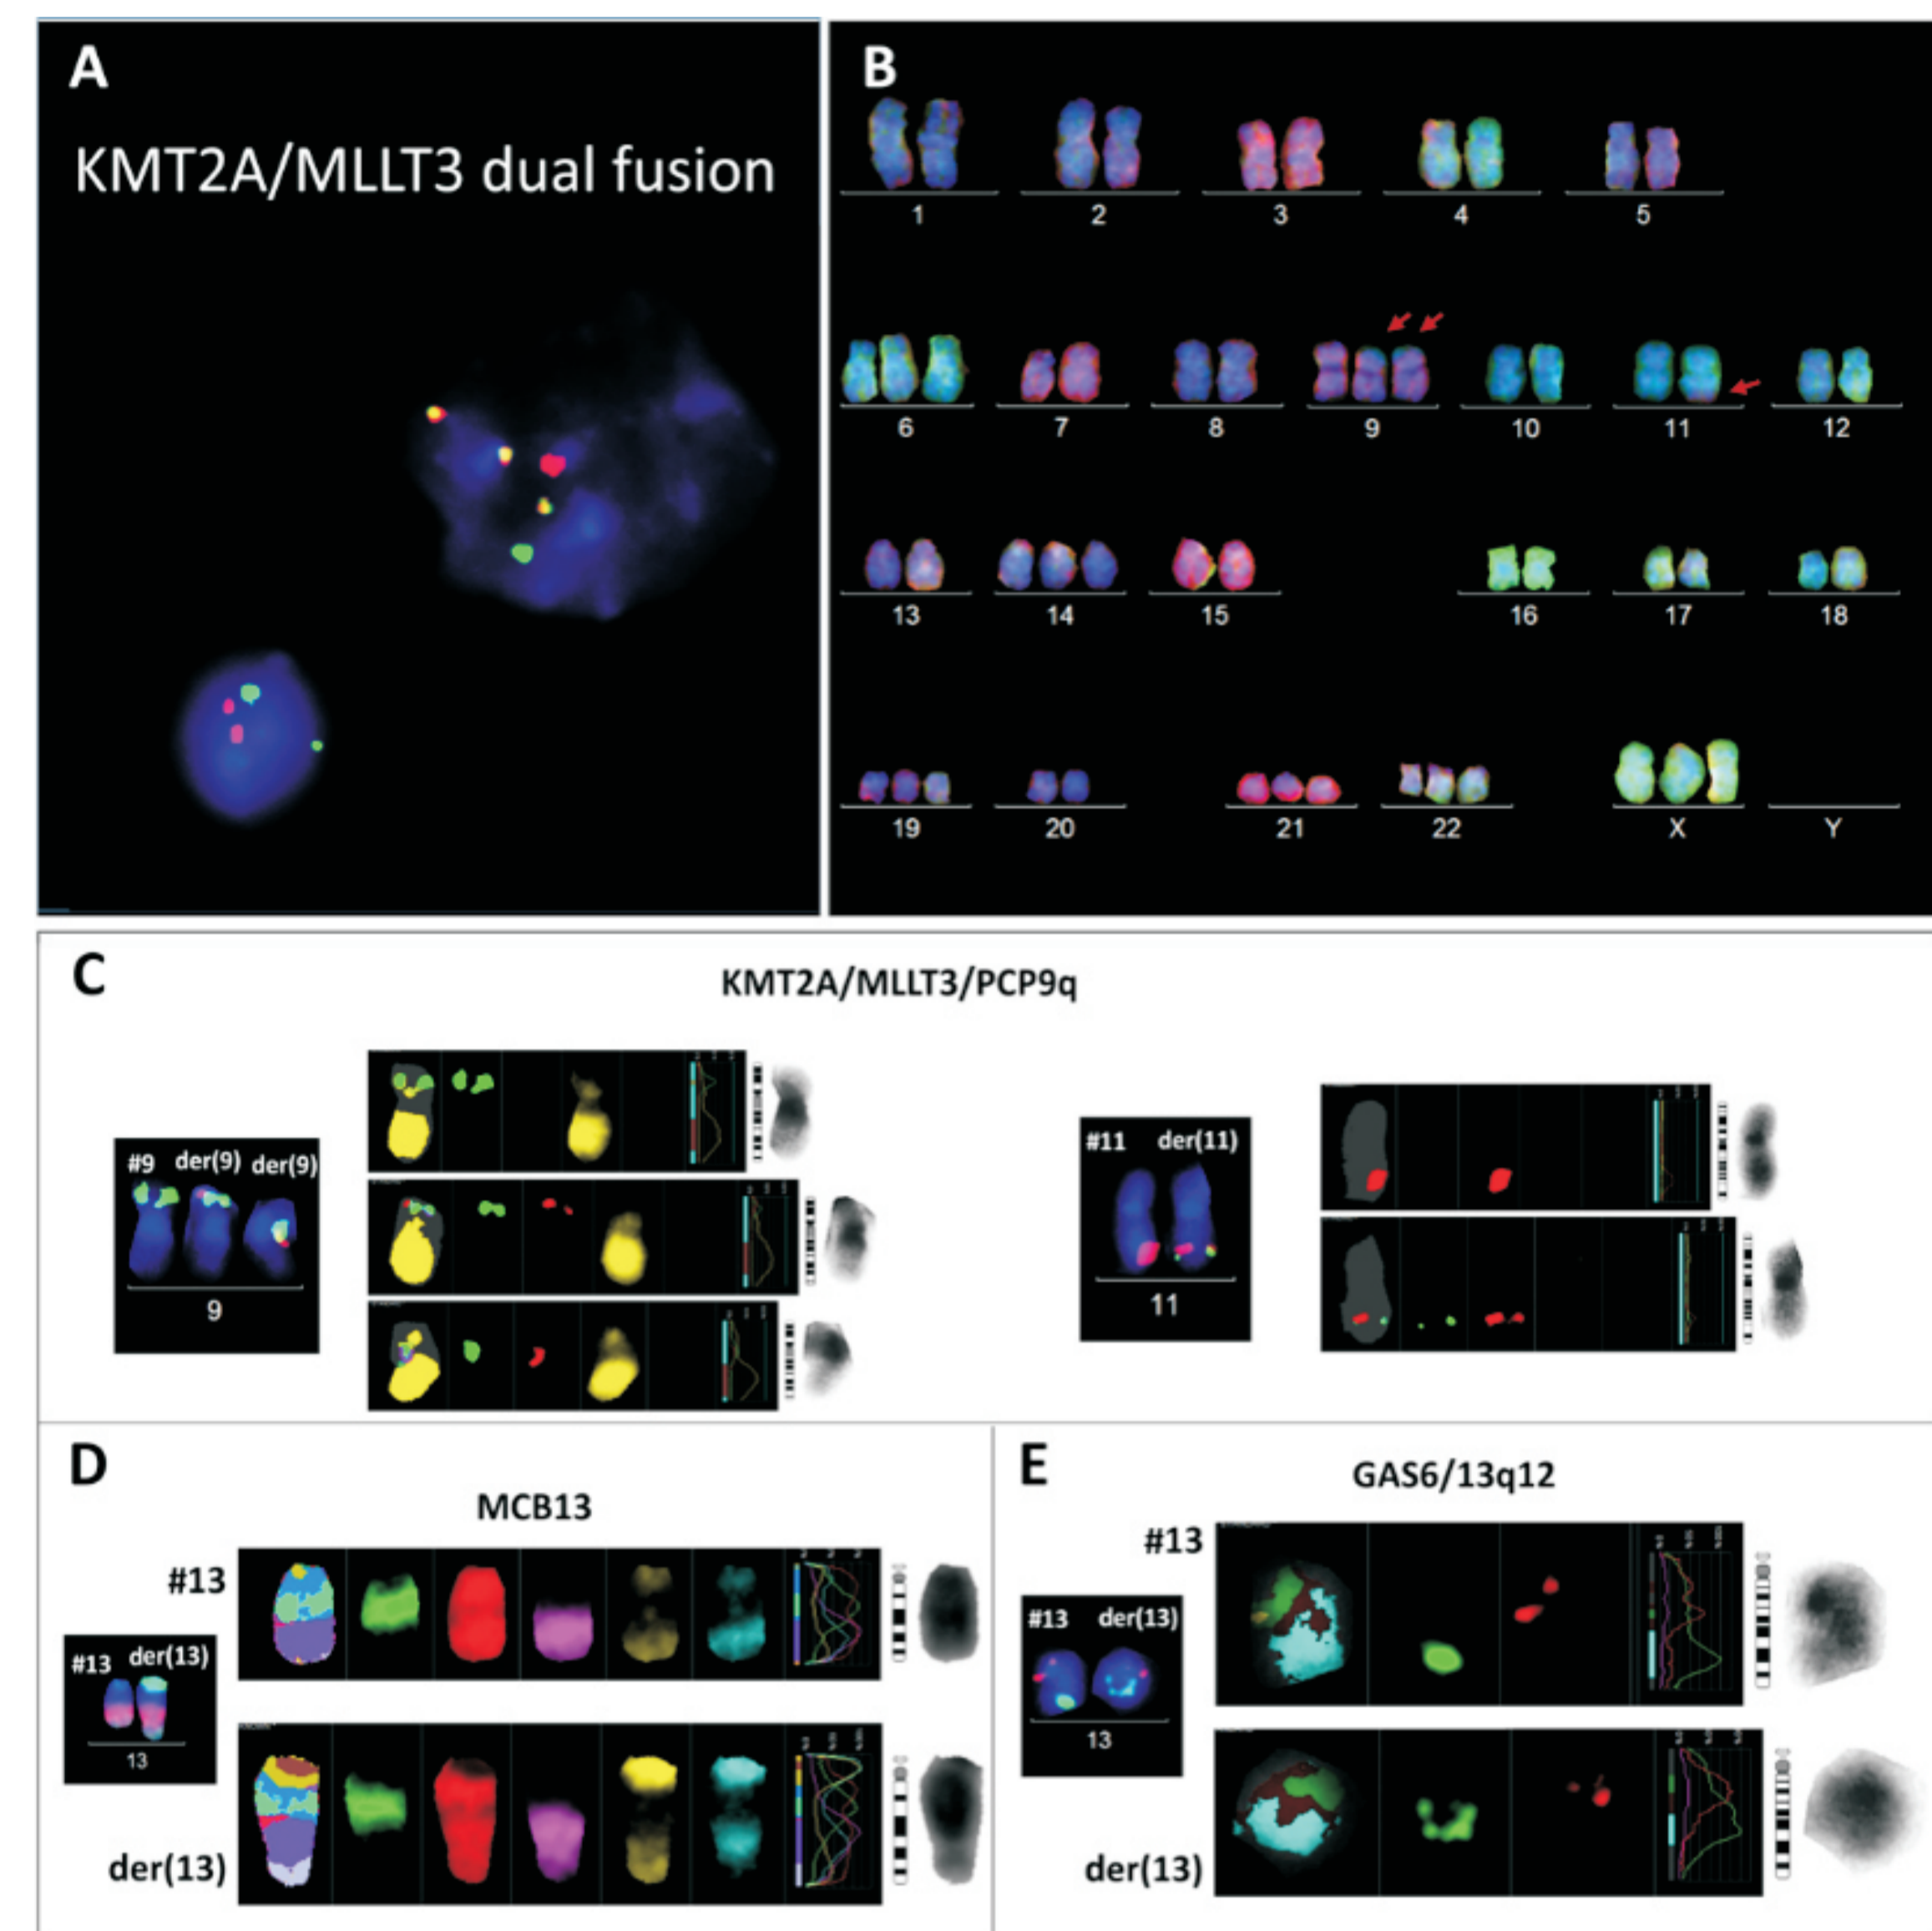 A
KMT2A/MLLT3 dual fusion
B
1 2 3 4 5
6 7 8 9 10 11 12
13 14 15 16 17 18
19 20 21 22 X Y
C
KMT2A/MLLT3/PCP9q
#9 der(9) der(9)
9
#11 der(11)
11
D
MCB13
#13
#13 der(13)
13
der(13)
E
GAS6/13q12
#13
#13 der(13)
13
der(13)